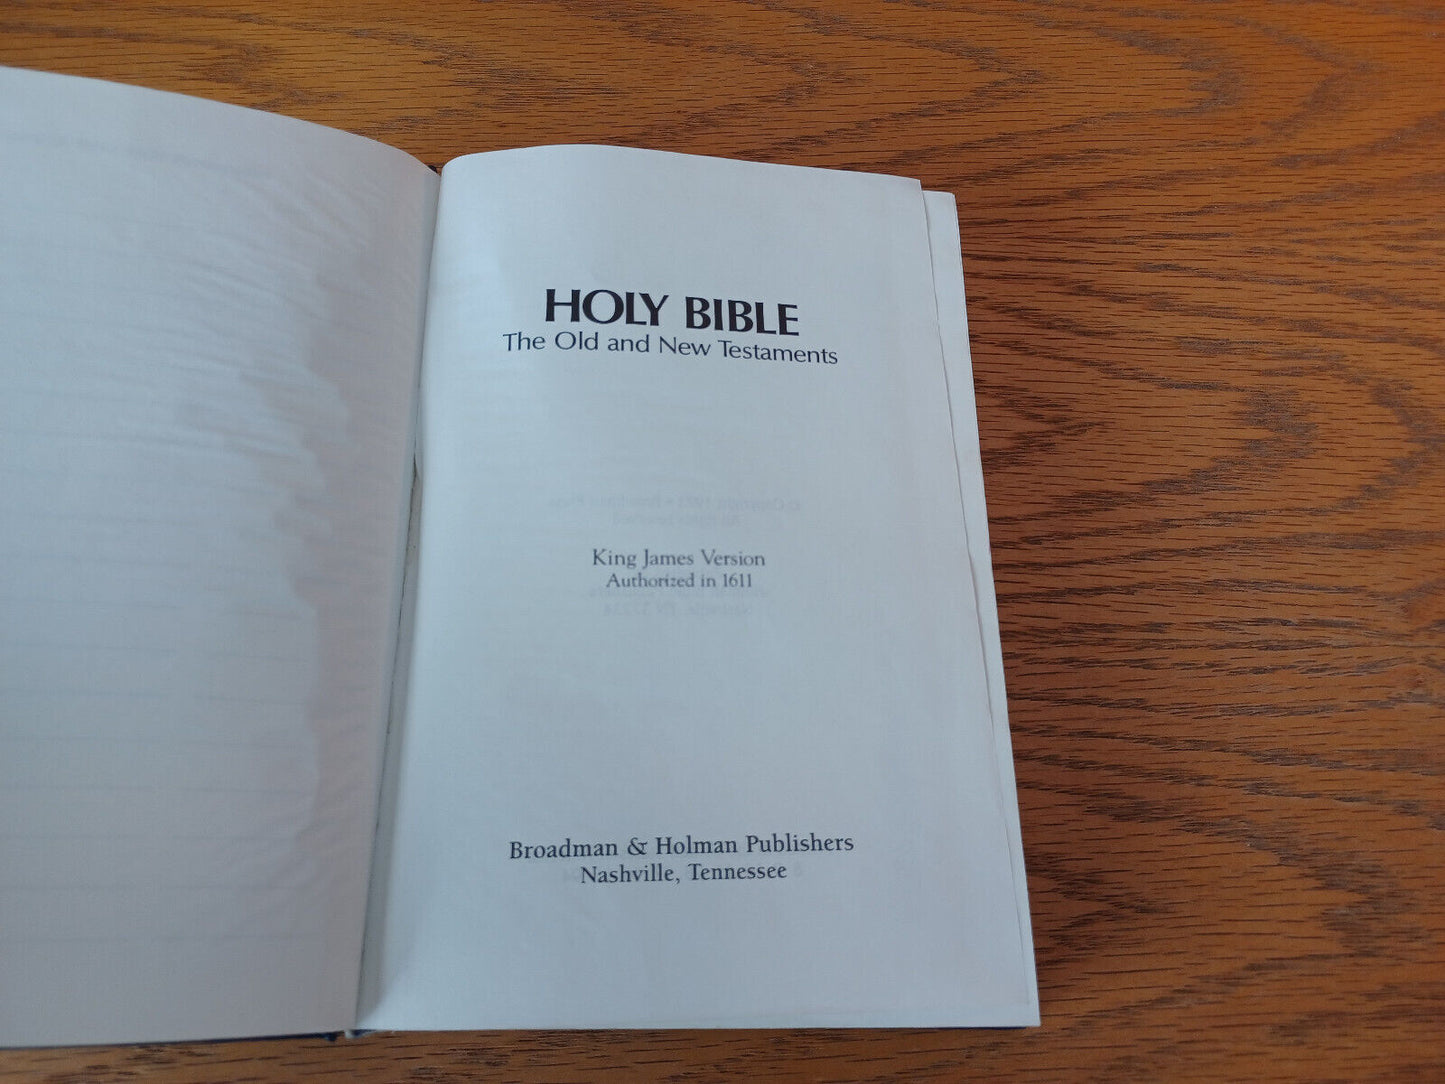 HOLY BIBLE
The Old and New Testaments
King James Version
Authorized in 1611
Broadman & Holman Publishers
Nashville, Tennessee